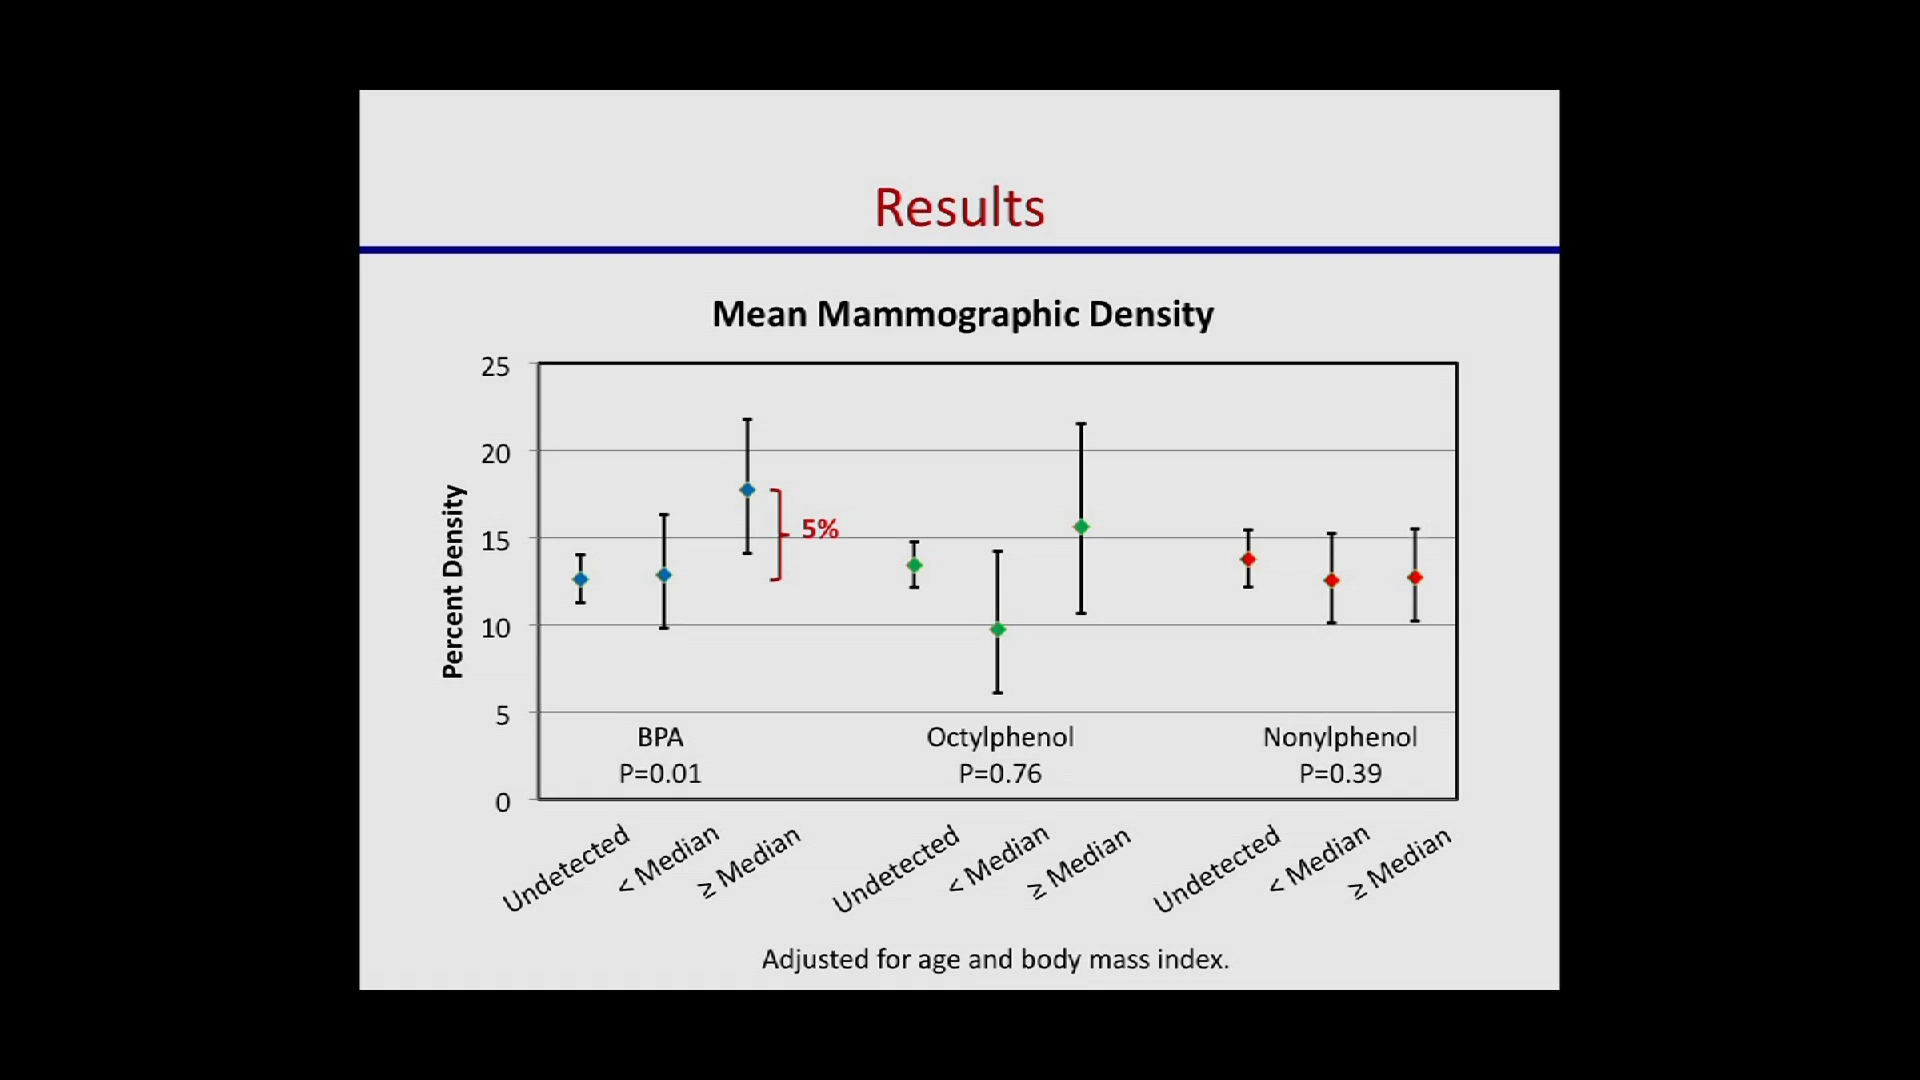 Results
Mean Mammographic Density
Percent Density
25
20
15
10
5
0
5%
BPA
P=0.01
Octylphenol
P=0.76
Nonylphenol
P=0.39
Undetected
< Median
≥ Median
Undetected
< Median
≥ Median
Undetected
< Median
≥ Median
Adjusted for age and body mass index.